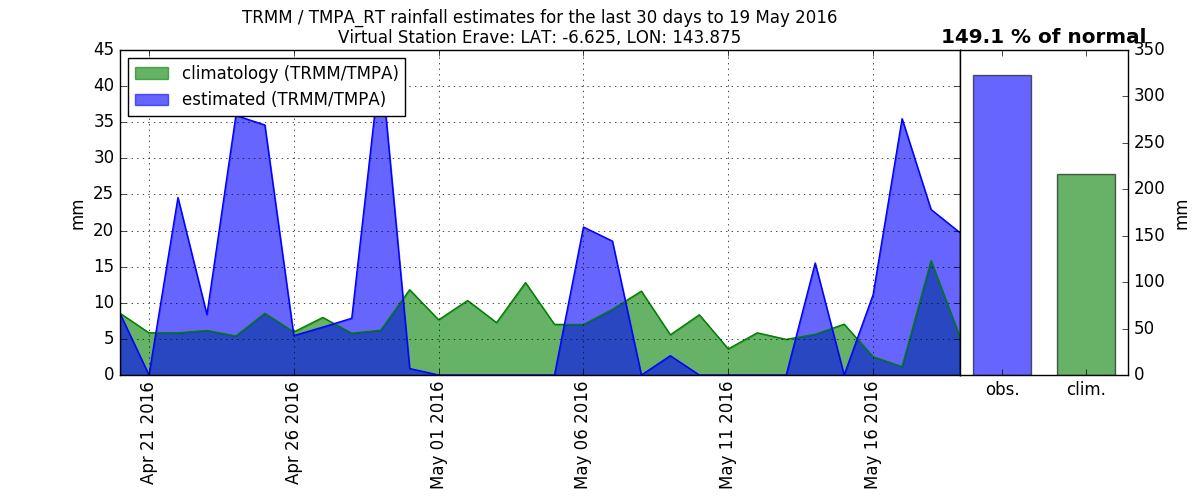 TRMM / TMPA_RT rainfall estimates for the last 30 days to 19 May 2016
Virtual Station Erave: LAT: -6.625, LON: 143.875
149.1 % of normal
climatology (TRMM/TMPA)
estimated (TRMM/TMPA)
mm
45
40
35
30
25
20
15
10
5
0
Apr 21 2016
Apr 26 2016
May 01 2016
May 06 2016
May 11 2016
May 16 2016
350
300
250
200
150
100
50
0
mm
obs.
clim.